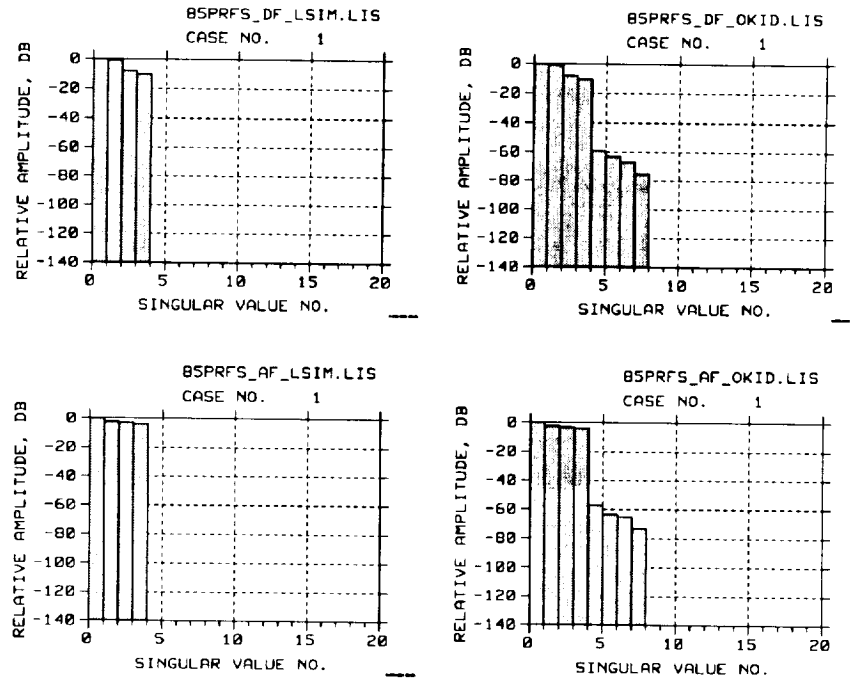 85PRFS_DF_LSIM.LIS
CASE NO. 1
RELATIVE AMPLITUDE, DB
0
-20
-40
-60
-80
-100
-120
-140
0 5 10 15 20
SINGULAR VALUE NO.
85PRFS_DF_OKID.LIS
CASE NO. 1
RELATIVE AMPLITUDE, DB
0
-20
-40
-60
-80
-100
-120
-140
0 5 10 15 20
SINGULAR VALUE NO.
85PRFS_AF_LSIM.LIS
CASE NO. 1
RELATIVE AMPLITUDE, DB
0
-20
-40
-60
-80
-100
-120
-140
0 5 10 15 20
SINGULAR VALUE NO.
85PRFS_AF_OKID.LIS
CASE NO. 1
RELATIVE AMPLITUDE, DB
0
-20
-40
-60
-80
-100
-120
-140
0 5 10 15 20
SINGULAR VALUE NO.